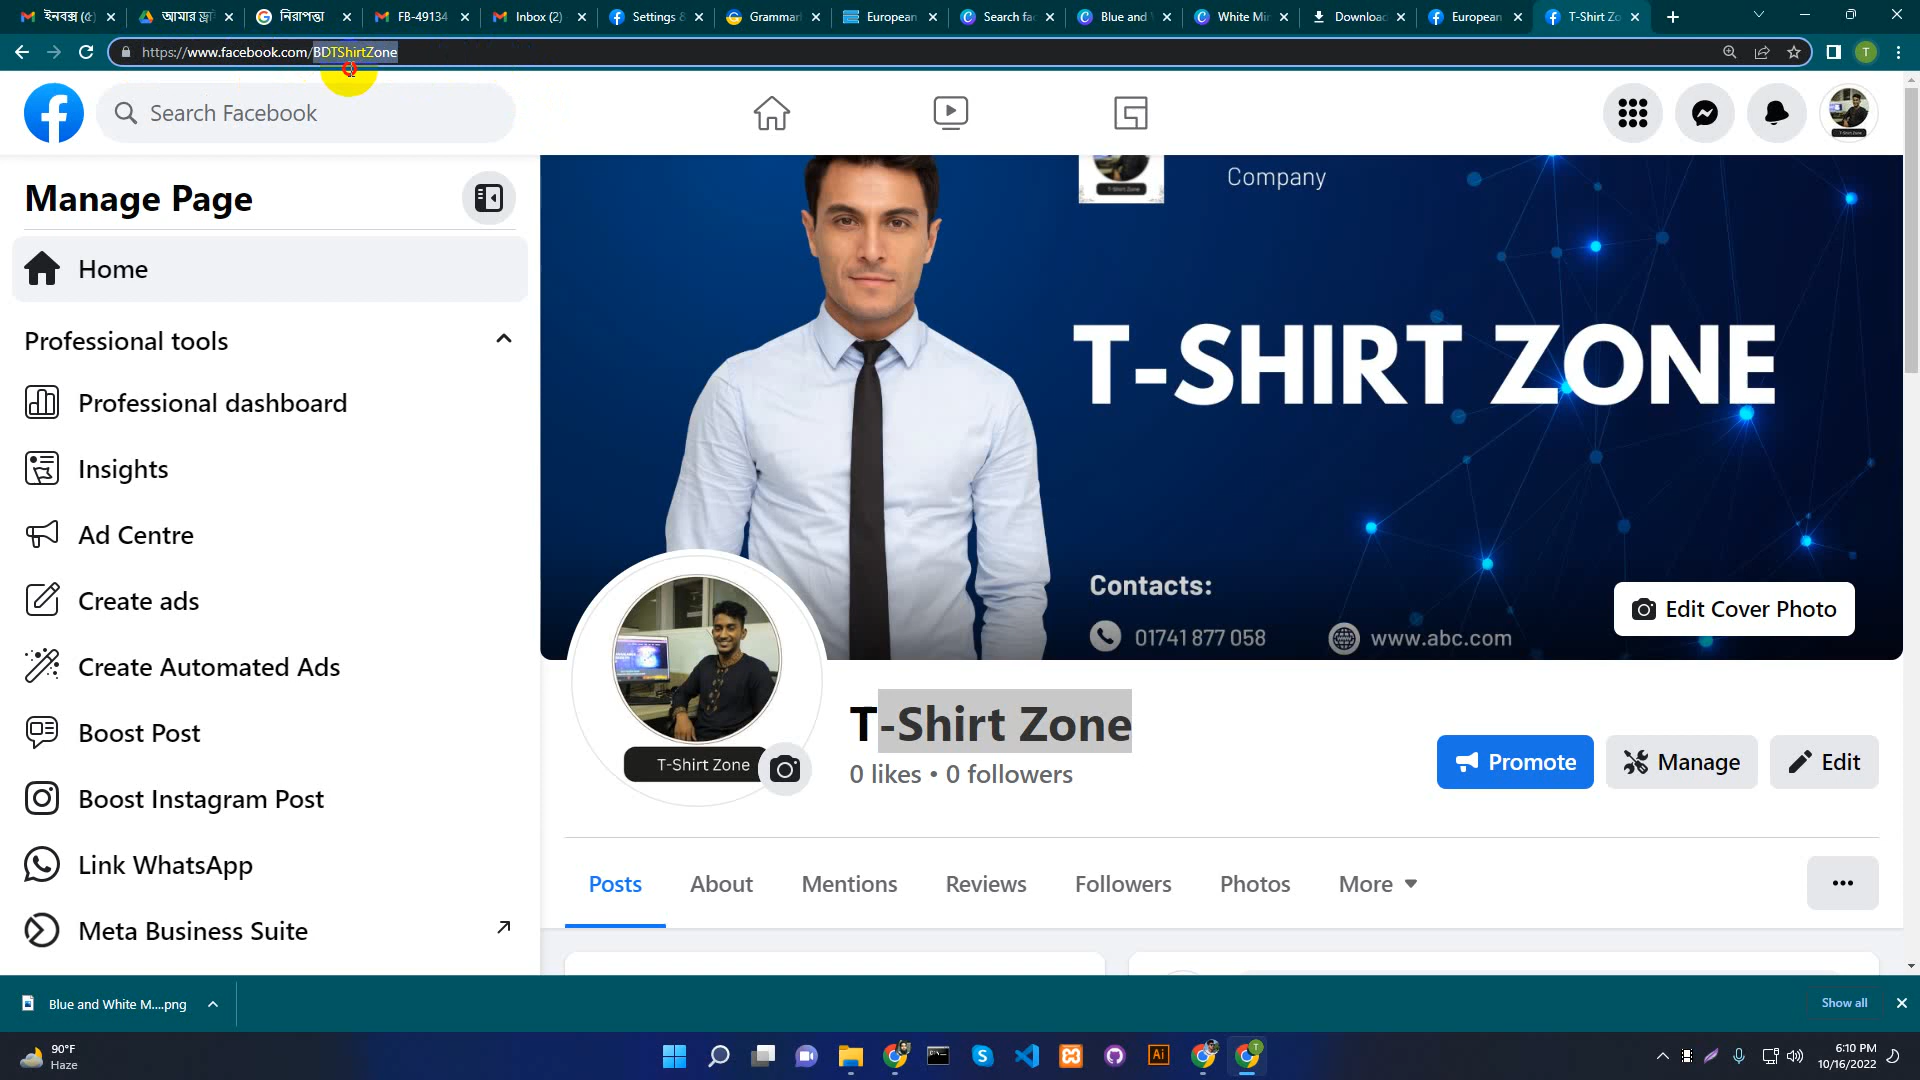 ইনবক্স (৫)
আমার ড্রা
নিরাপত্তা
FB-49134
Inbox (2)
Settings &
Grammar
European
Search fac
Blue and W
White Min
Download
European
T-Shirt Zo
https://www.facebook.com/BDTShirtZone
T
Search Facebook
Manage Page
Home
Professional tools
Professional dashboard
Insights
Ad Centre
Create ads
Create Automated Ads
Boost Post
Boost Instagram Post
Link WhatsApp
Meta Business Suite
T-Shirt Zone
Company
T-SHIRT ZONE
Contacts:
01741 877 058
www.abc.com
Edit Cover Photo
T-Shirt Zone
T-Shirt Zone
0 likes • 0 followers
Promote
Manage
Edit
Posts
About
Mentions
Reviews
Followers
Photos
More
Blue and White M....png
Show all
90°F
Haze
6:10 PM
10/16/2022